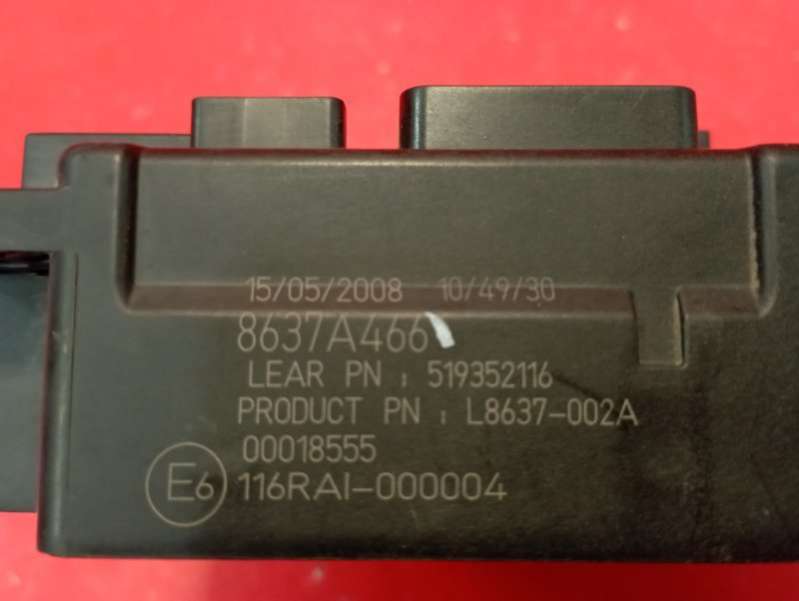 15/05/2008 10/49/30
8637A466
LEAR PN : 519352116
PRODUCT PN : L8637-002A
00018555
E6 116RAI-000004